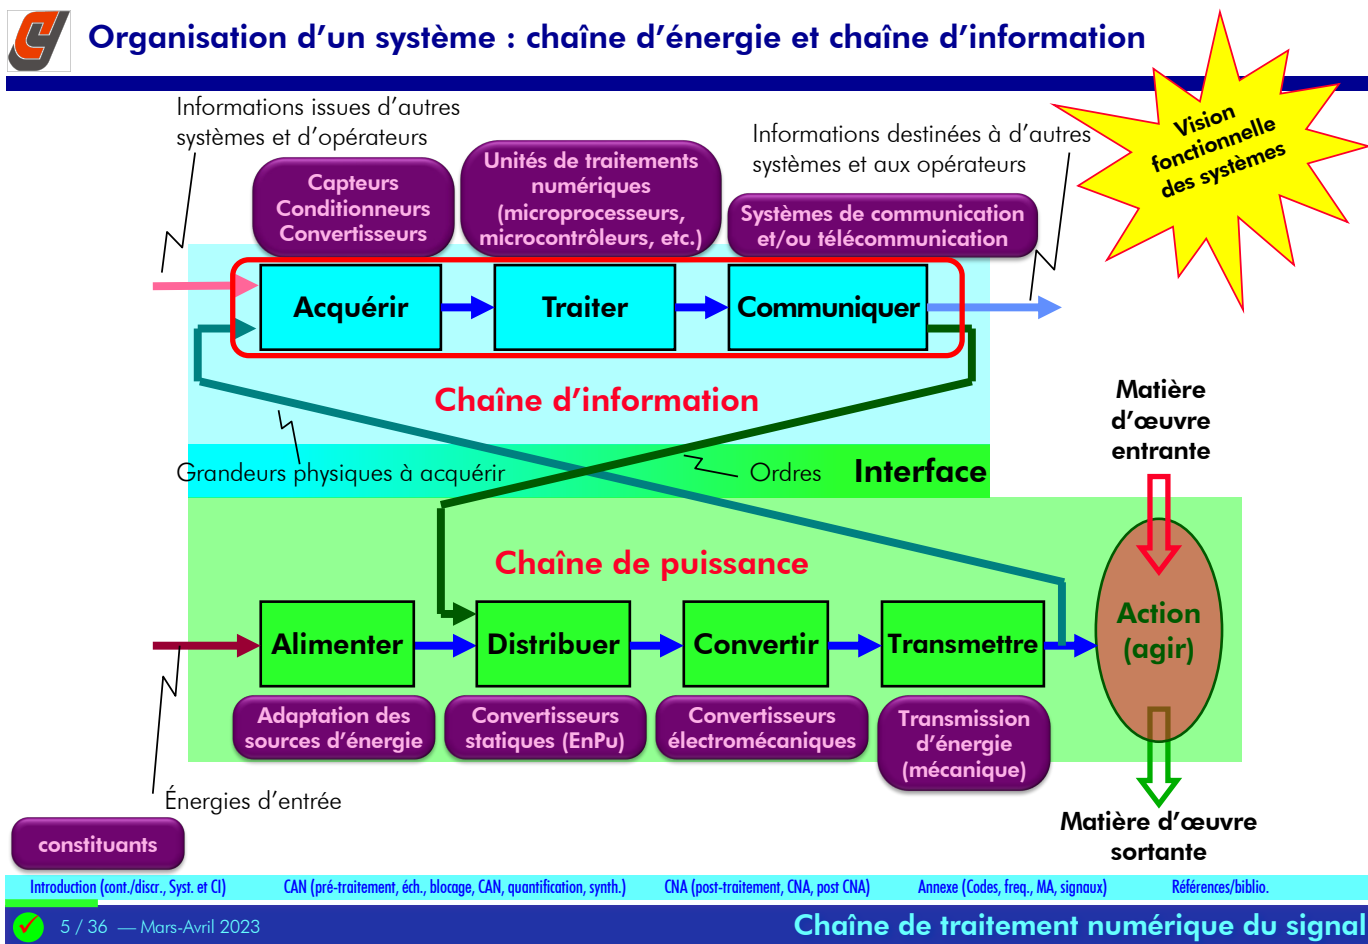 Organisation d’un système : chaîne d’énergie et chaîne d’information
Vision
fonctionnelle
des systèmes
Informations issues d’autres
systèmes et d’opérateurs
Informations destinées à d’autres
systèmes et aux opérateurs
Capteurs
Conditionneurs
Convertisseurs
Unités de traitements
numériques
(microprocesseurs,
microcontrôleurs, etc.)
Systèmes de communication
et/ou télécommunication
Acquérir
Traiter
Communiquer
Chaîne d’information
Matière
d’œuvre
entrante
Grandeurs physiques à acquérir
Ordres
Interface
Chaîne de puissance
Alimenter
Distribuer
Convertir
Transmettre
Action
(agir)
Adaptation des
sources d’énergie
Convertisseurs
statiques (EnPu)
Convertisseurs
électromécaniques
Transmission
d’énergie
(mécanique)
Énergies d’entrée
Matière d’œuvre
sortante
constituants
Introduction (cont./discr., Syst. et CI)
CAN (pré-traitement, éch., blocage, CAN, quantification, synth.)
CNA (post-traitement, CNA, post CNA)
Annexe (Codes, freq., MA, signaux)
Références/biblio.
5 / 36 — Mars-Avril 2023
Chaîne de traitement numérique du signal